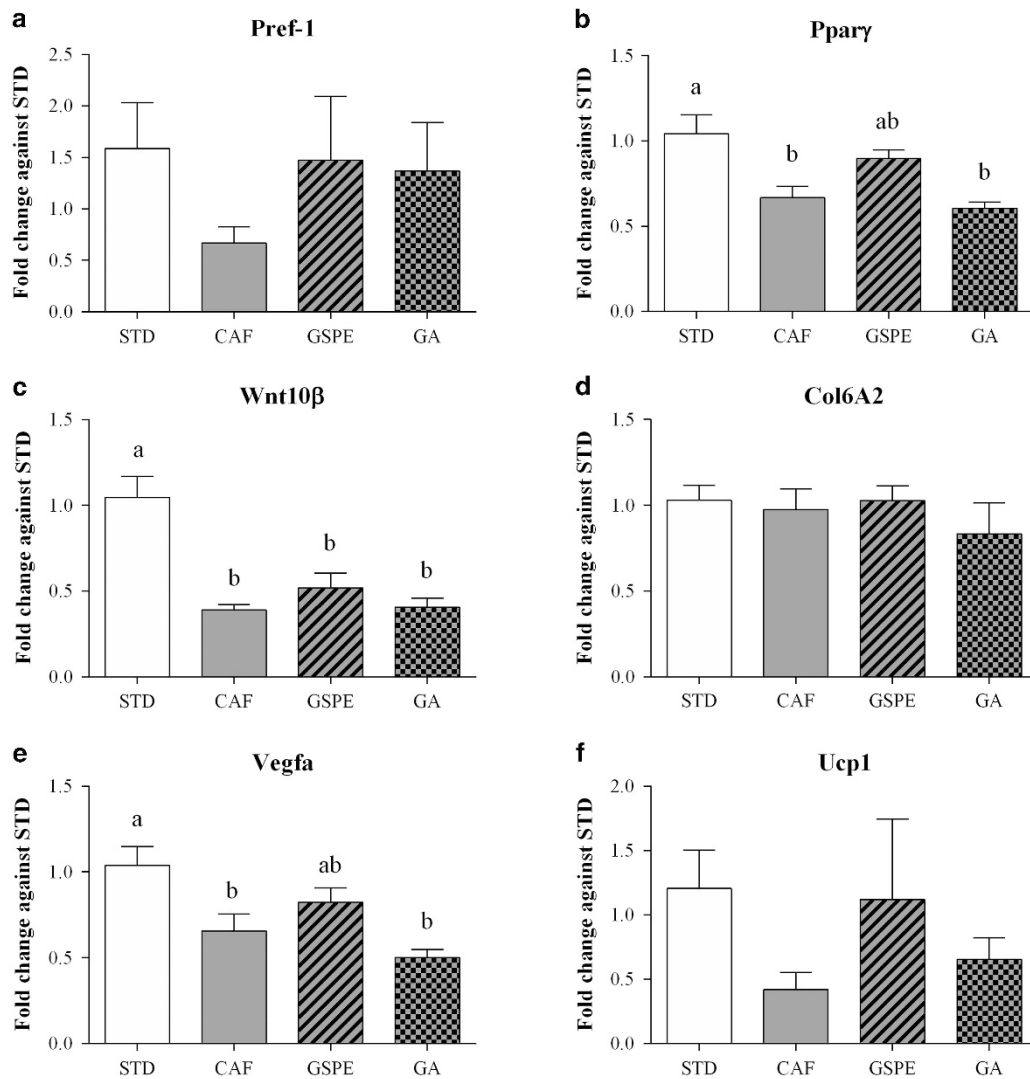 a
Pref-1
Fold change against STD
2.5
2.0
1.5
1.0
0.5
0.0
STD CAF GSPE GA
b
Pparγ
Fold change against STD
1.5
1.0
0.5
0.0
a
b
ab
b
STD CAF GSPE GA
c
Wnt10β
Fold change against STD
1.5
1.0
0.5
0.0
a
b
b
b
STD CAF GSPE GA
d
Col6A2
Fold change against STD
1.5
1.0
0.5
0.0
STD CAF GSPE GA
e
Vegfa
Fold change against STD
1.5
1.0
0.5
0.0
a
b
ab
b
STD CAF GSPE GA
f
Ucp1
Fold change against STD
2.0
1.5
1.0
0.5
0.0
STD CAF GSPE GA